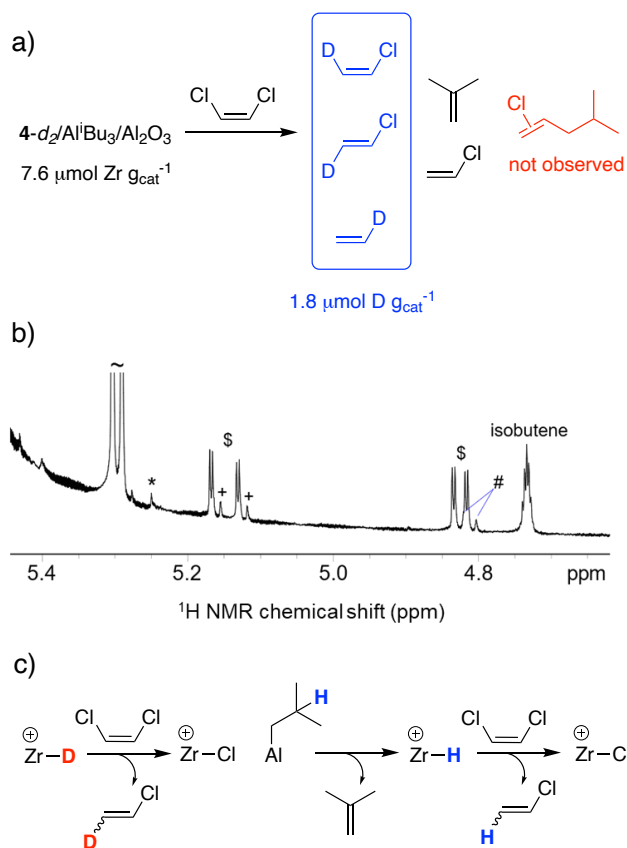 a)
D
Cl
Cl
Cl
4-d₂/AlⁱBu₃/Al₂O₃
7.6 μmol Zr g_cat⁻¹
Cl
D
Cl
Cl
not observed
D
1.8 μmol D g_cat⁻¹
b)
~
isobutene
$
$
#
*
+
+
5.4 5.2 5.0 4.8 ppm
¹H NMR chemical shift (ppm)
c)
Cl Cl
H
Cl Cl
⊕
Zr–D
⊕
Zr–Cl
Al
⊕
Zr–H
⊕
Zr–C
Cl
D
Cl
H